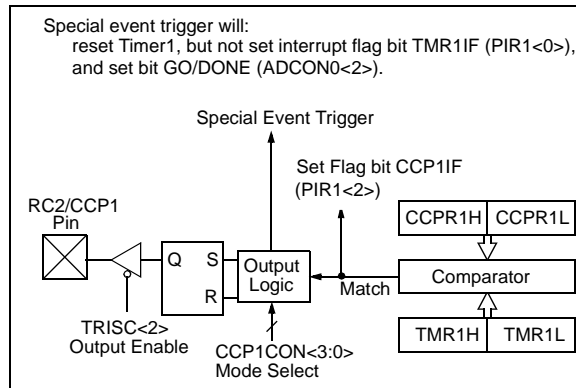 Special event trigger will:
reset Timer1, but not set interrupt flag bit TMR1IF (PIR1<0>),
and set bit GO/DONE (ADCON0<2>).
Special Event Trigger
Set Flag bit CCP1IF
(PIR1<2>)
RC2/CCP1
Pin
CCPR1H CCPR1L
Q S Output
Logic
R
Match
Comparator
TRISC<2>
Output Enable
CCP1CON<3:0>
Mode Select
TMR1H TMR1L